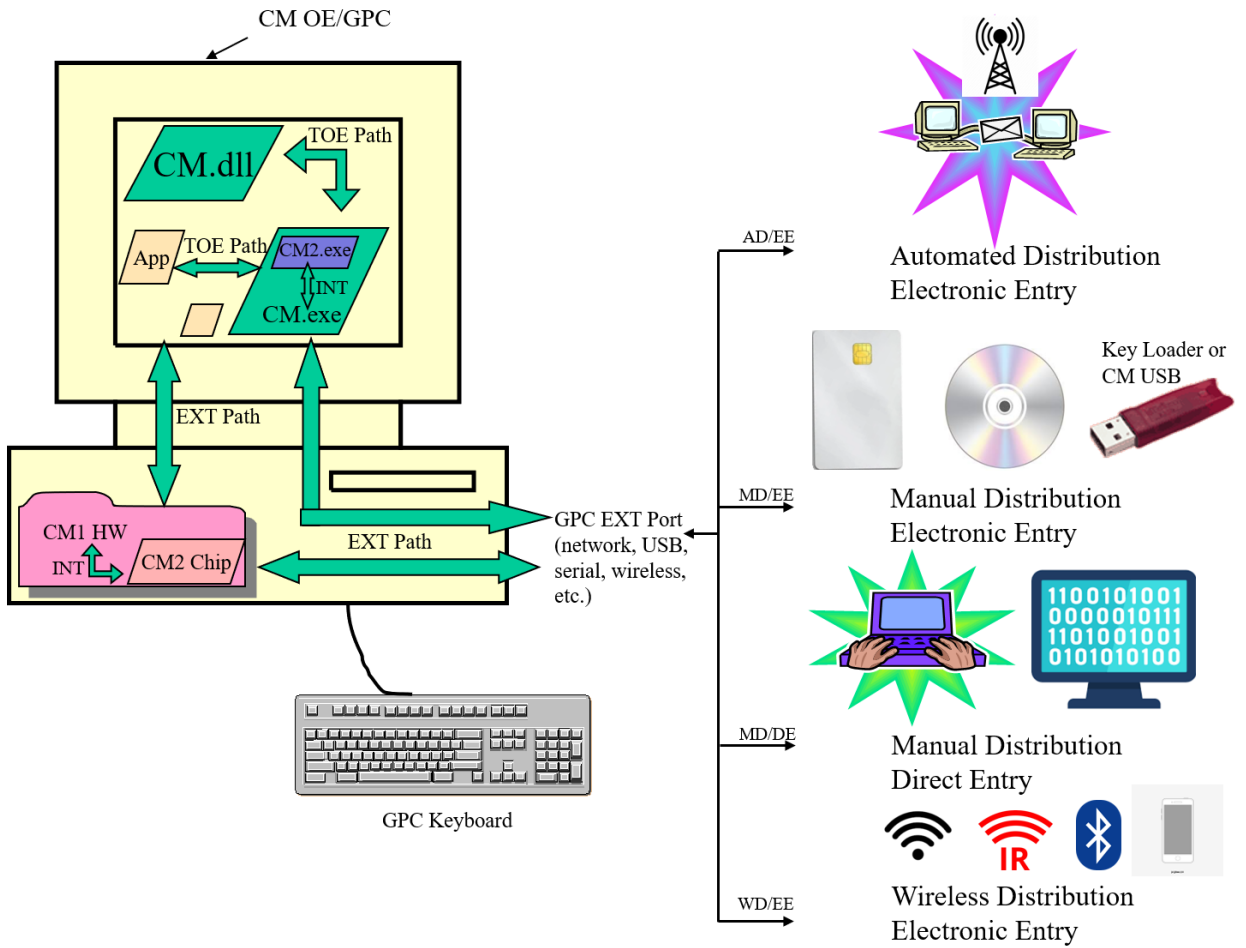 CM OE/GPC
CM.dll
TOE Path
App
TOE Path
CM2.exe
INT
CM.exe
EXT Path
CM1 HW
INT
CM2 Chip
EXT Path
GPC EXT Port
(network, USB,
serial, wireless,
etc.)
GPC Keyboard
AD/EE
Automated Distribution
Electronic Entry
Key Loader or
CM USB
MD/EE
Manual Distribution
Electronic Entry
1100101001
0000010111
1101001001
0101010100
MD/DE
Manual Distribution
Direct Entry
IR
WD/EE
Wireless Distribution
Electronic Entry